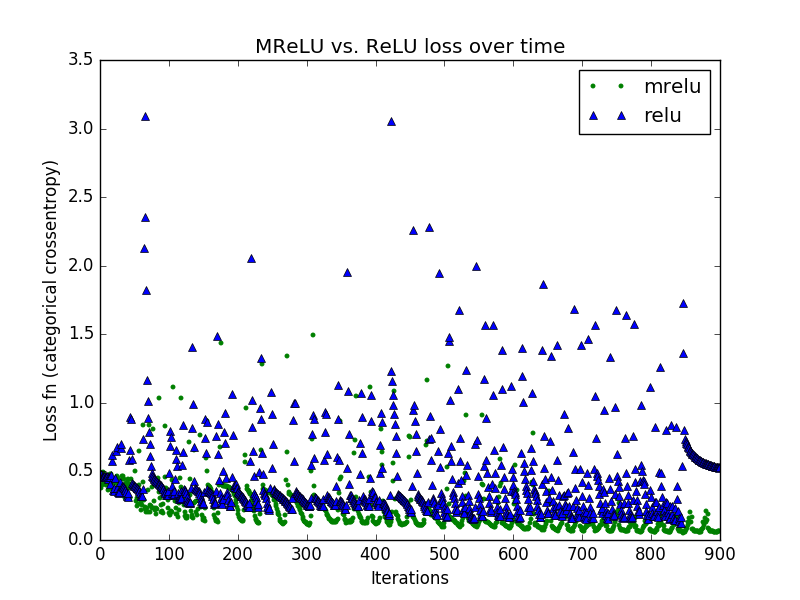 MReLU vs. ReLU loss over time
3.5
3.0
2.5
2.0
1.5
1.0
0.5
0.0
Loss fn (categorical crossentropy)
mrelu
relu
0 100 200 300 400 500 600 700 800 900
Iterations